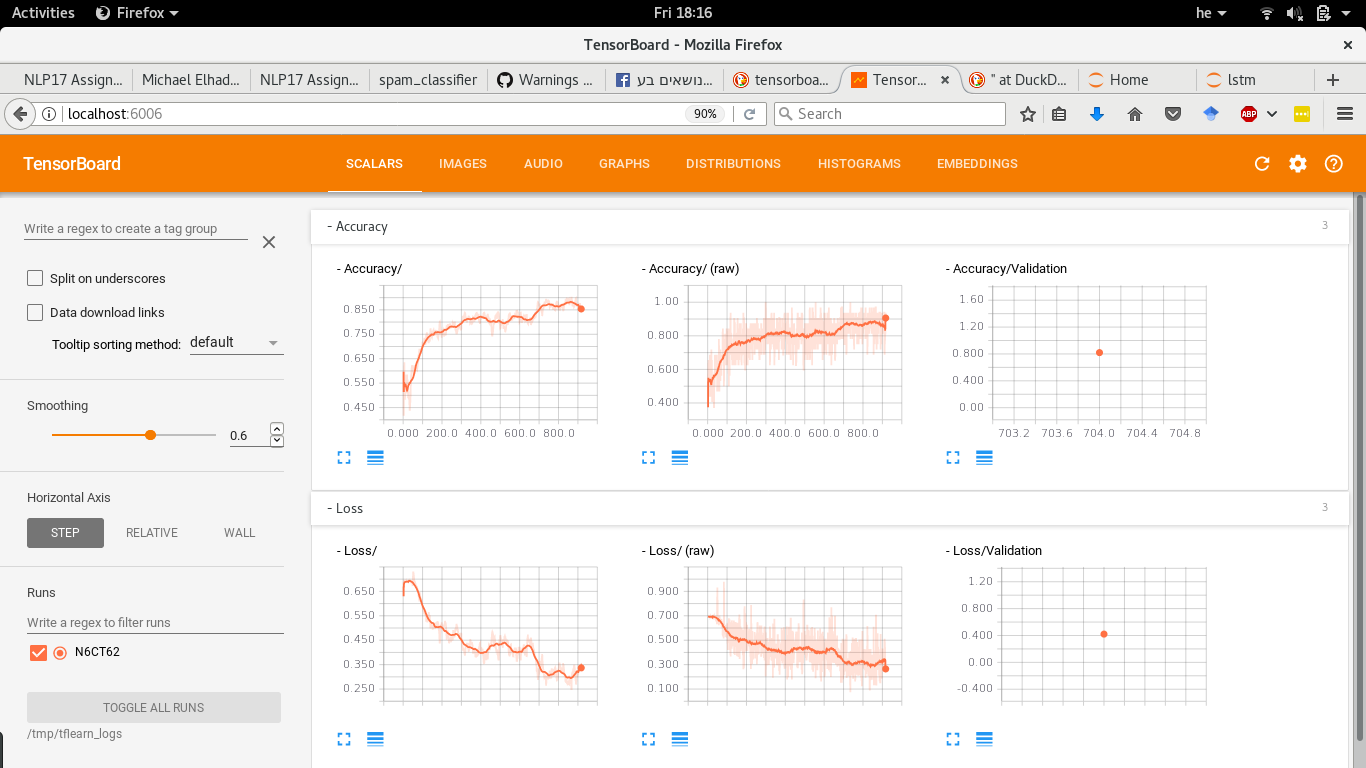 Activities Firefox Fri 18:16 he
TensorBoard - Mozilla Firefox
NLP17 Assign... Michael Elhad... NLP17 Assign... spam_classifier Warnings ... נושאים בע... tensorboa... Tensor... " at DuckD... Home lstm
localhost:6006 90% Search ABP
TensorBoard SCALARS IMAGES AUDIO GRAPHS DISTRIBUTIONS HISTOGRAMS EMBEDDINGS
Write a regex to create a tag group
Split on underscores
Data download links
Tooltip sorting method: default
Smoothing
0.6
Horizontal Axis
STEP RELATIVE WALL
Runs
Write a regex to filter runs
N6CT62
TOGGLE ALL RUNS
/tmp/tflearn_logs
- Accuracy 3
- Accuracy/
0.850
0.750
0.650
0.550
0.450
0.000 200.0 400.0 600.0 800.0
- Accuracy/ (raw)
1.00
0.800
0.600
0.400
0.000 200.0 400.0 600.0 800.0
- Accuracy/Validation
1.60
1.20
0.800
0.400
0.00
703.2 703.6 704.0 704.4 704.8
- Loss 3
- Loss/
0.650
0.550
0.450
0.350
0.250
- Loss/ (raw)
0.900
0.700
0.500
0.300
0.100
- Loss/Validation
1.20
0.800
0.400
0.00
-0.400